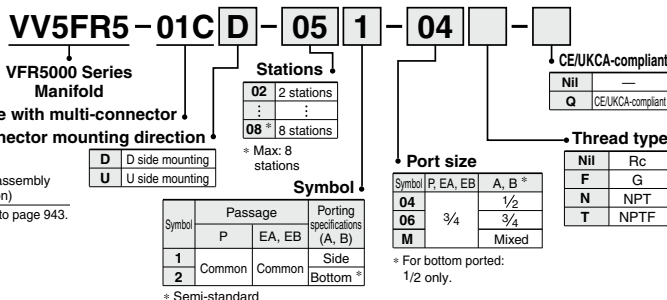 VV5FR5-01C D - 05 1 - 04 -
VFR5000 Series
Manifold
e with multi-connector
nnector mounting direction
D D side mounting
U U side mounting
assembly
n)
to page 943.
Stations
02 2 stations
⋮ ⋮
08 * 8 stations
* Max: 8
stations
Symbol
Symbol Passage Porting specifications (A, B)
P EA, EB
1 Common Common Side
2 Bottom *
* Semi-standard
Port size
Symbol P, EA, EB A, B *
04 3/4 1/2
06 3/4
M Mixed
* For bottom ported:
1/2 only.
CE/UKCA-compliant
Nil —
Q CE/UKCA-compliant
Thread type
Nil Rc
F G
N NPT
T NPTF